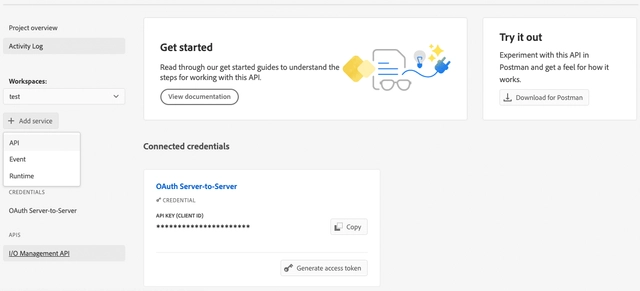 Project overview
Activity Log
Workspaces:
test
Add service
API
Event
Runtime
CREDENTIALS
OAuth Server-to-Server
APIS
I/O Management API
Get started
Read through our get started guides to understand the
steps for working with this API.
View documentation
Try it out
Experiment with this API in
Postman and get a feel for how it
works.
Download for Postman
Connected credentials
OAuth Server-to-Server
CREDENTIAL
API KEY (CLIENT ID)
••••••••••••••••••••••
Copy
Generate access token